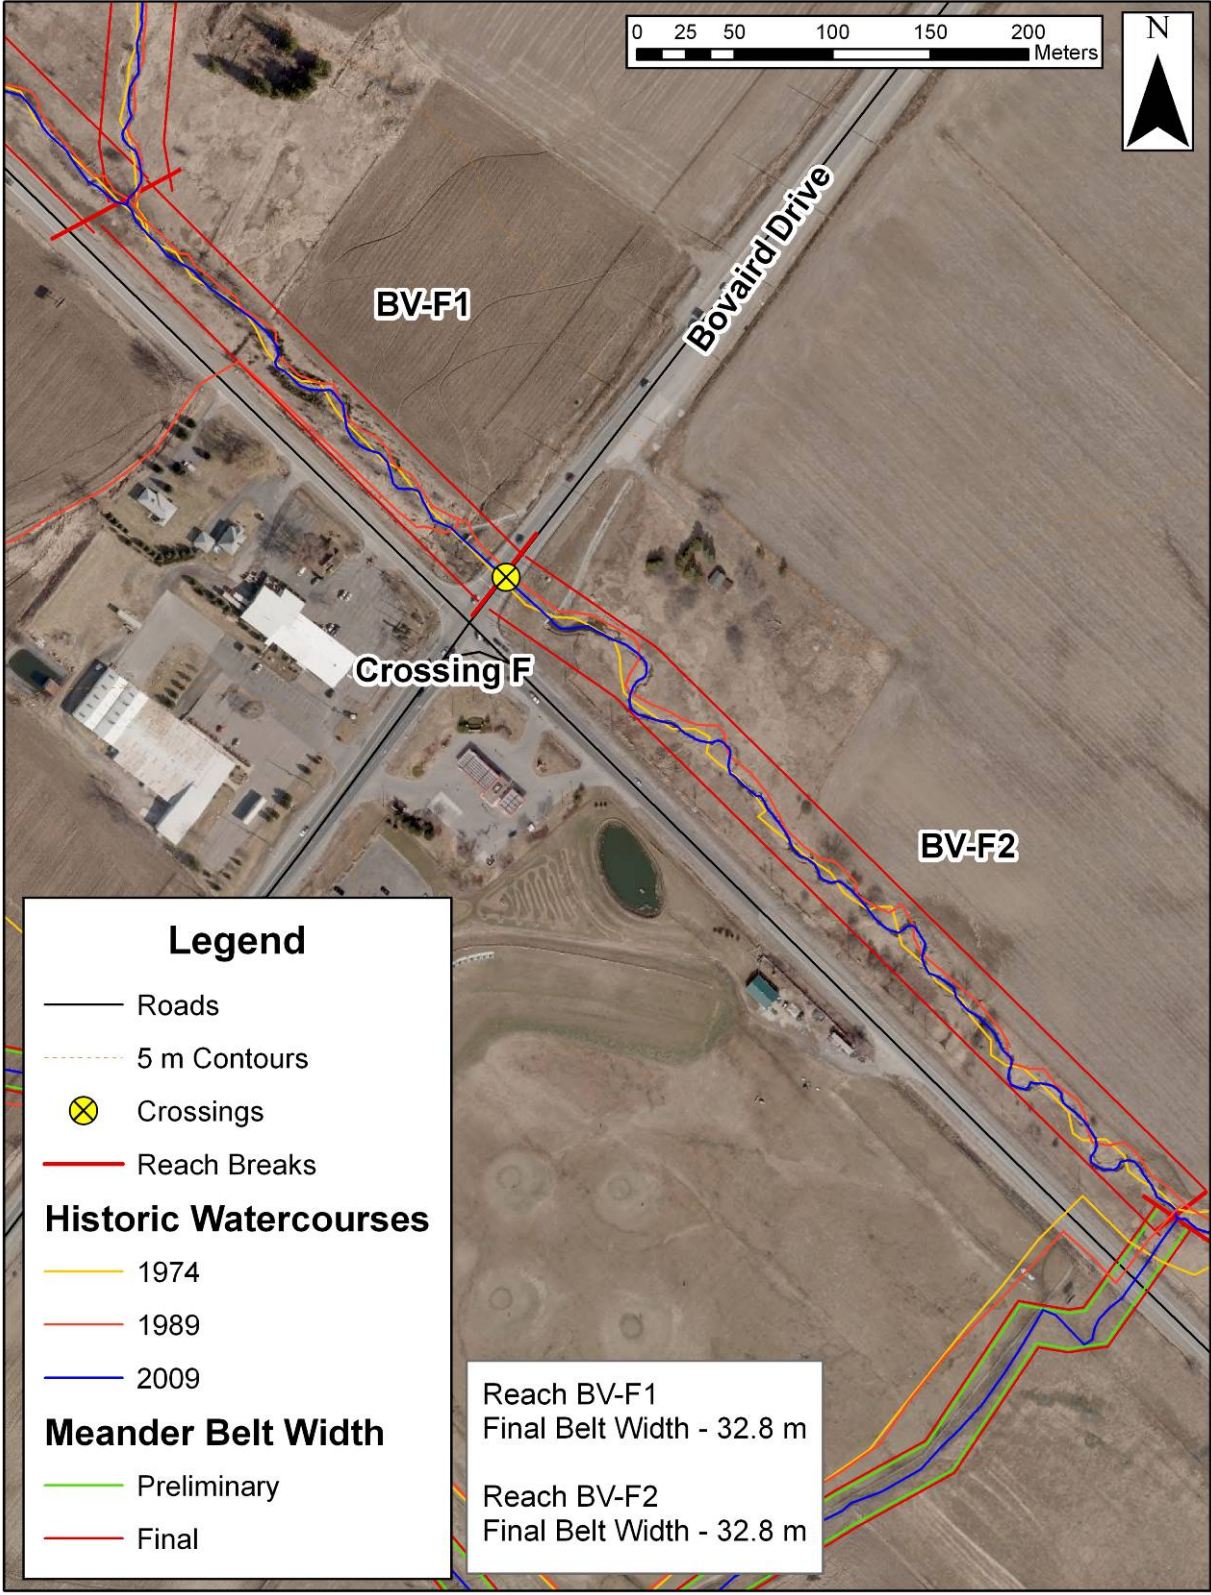 0 25 50 100 150 200
Meters
N
Bovaird Drive
BV-F1
Crossing F
BV-F2
Legend
Roads
5 m Contours
Crossings
Reach Breaks
Historic Watercourses
1974
1989
2009
Meander Belt Width
Preliminary
Final
Reach BV-F1
Final Belt Width - 32.8 m
Reach BV-F2
Final Belt Width - 32.8 m